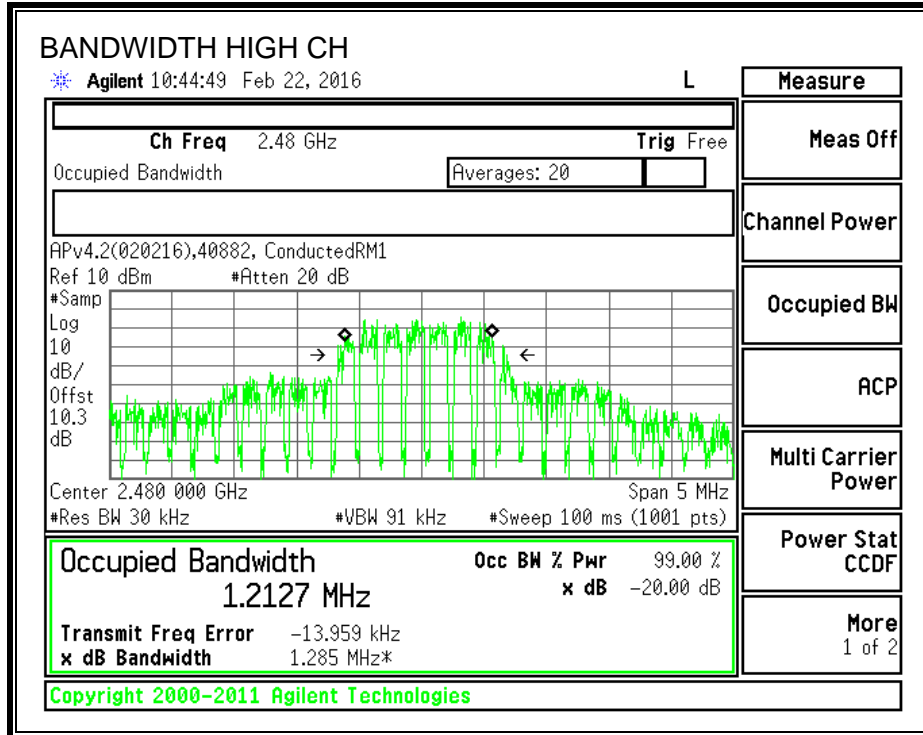 BANDWIDTH HIGH CH
Agilent 10:44:49 Feb 22, 2016 L
Measure
Ch Freq 2.48 GHz Trig Free
Occupied Bandwidth Averages: 20
APv4.2(020216),40882, ConductedRM1
Ref 10 dBm #Atten 20 dB
#Samp
Log
10
dB/
Offst
10.3
dB
Center 2.480 000 GHz Span 5 MHz
#Res BW 30 kHz #VBW 91 kHz #Sweep 100 ms (1001 pts)
Occupied Bandwidth Occ BW % Pwr 99.00 %
1.2127 MHz x dB -20.00 dB
Transmit Freq Error -13.959 kHz
x dB Bandwidth 1.285 MHz*
Meas Off
Channel Power
Occupied BW
ACP
Multi Carrier
Power
Power Stat
CCDF
More
1 of 2
Copyright 2000-2011 Agilent Technologies